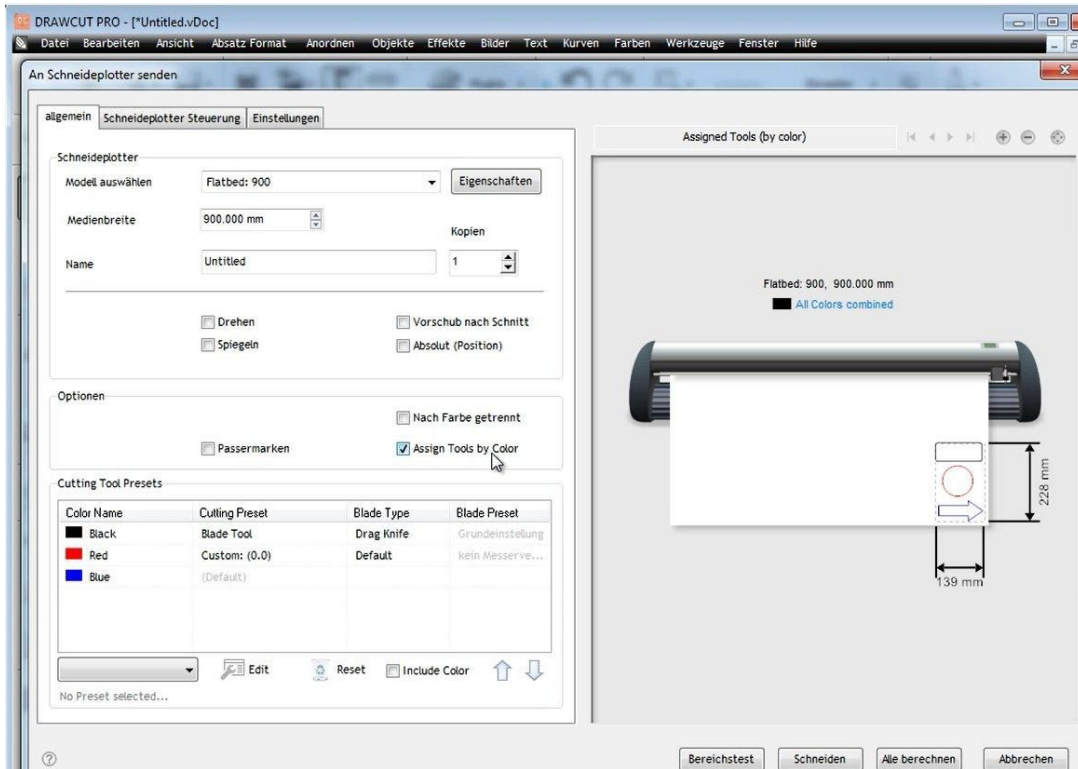 DRAWCUT PRO - [*Untitled.vDoc]
Datei Bearbeiten Ansicht Absatz Format Anordnen Objekte Effekte Bilder Text Kurven Farben Werkzeuge Fenster Hilfe
An Schneideplotter senden
allgemein Schneideplotter Steuerung Einstellungen
Assigned Tools (by color)
Schneideplotter
Modell auswählen Flatbed: 900 Eigenschaften
Medienbreite 900.000 mm
Kopien
Name Untitled 1
Flatbed: 900, 900.000 mm
All Colors combined
Drehen Vorschub nach Schnitt
Spiegeln Absolut (Position)
Optionen
Nach Farbe getrennt
Passermarken Assign Tools by Color
228 mm
139 mm
Cutting Tool Presets
Color Name Cutting Preset Blade Type Blade Preset
Black Blade Tool Drag Knife Grundeinstellung
Red Custom: (0.0) Default kein Messerve...
Blue (Default)
Edit Reset Include Color
No Preset selected...
Bereichstest Schneiden Alle berechnen Abbrechen